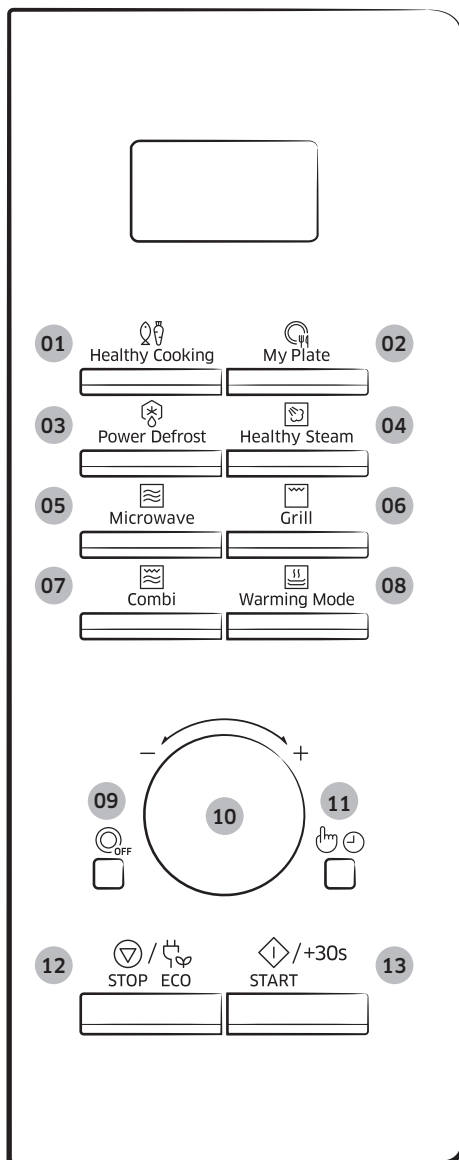 01 Healthy Cooking My Plate 02
03 Power Defrost Healthy Steam 04
05 Microwave Grill 06
07 Combi Warming Mode 08
− +
09 10 11
OFF
12 / /+30s 13
STOP ECO START